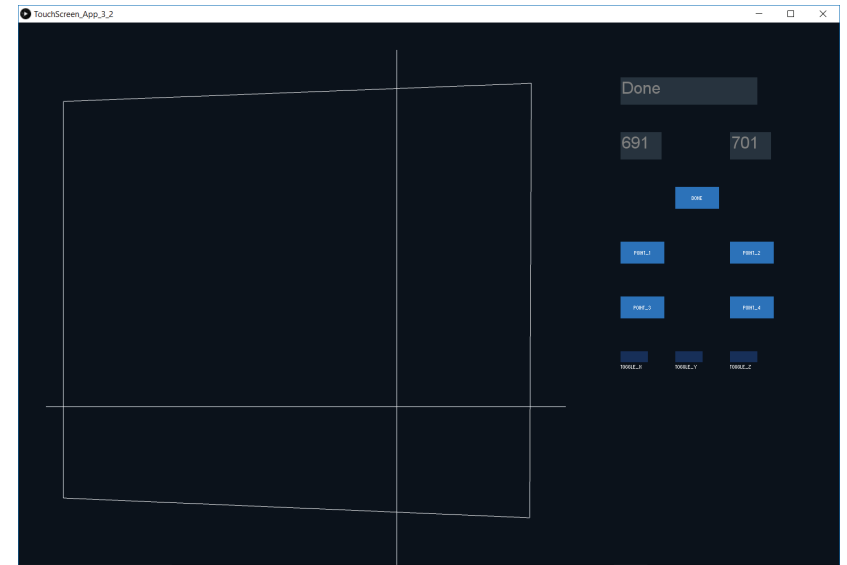 TouchScreen_App_3_2
Done
691 701
DONE
POINT_1 POINT_2
POINT_3 POINT_4
TOGGLE_X TOGGLE_Y TOGGLE_Z